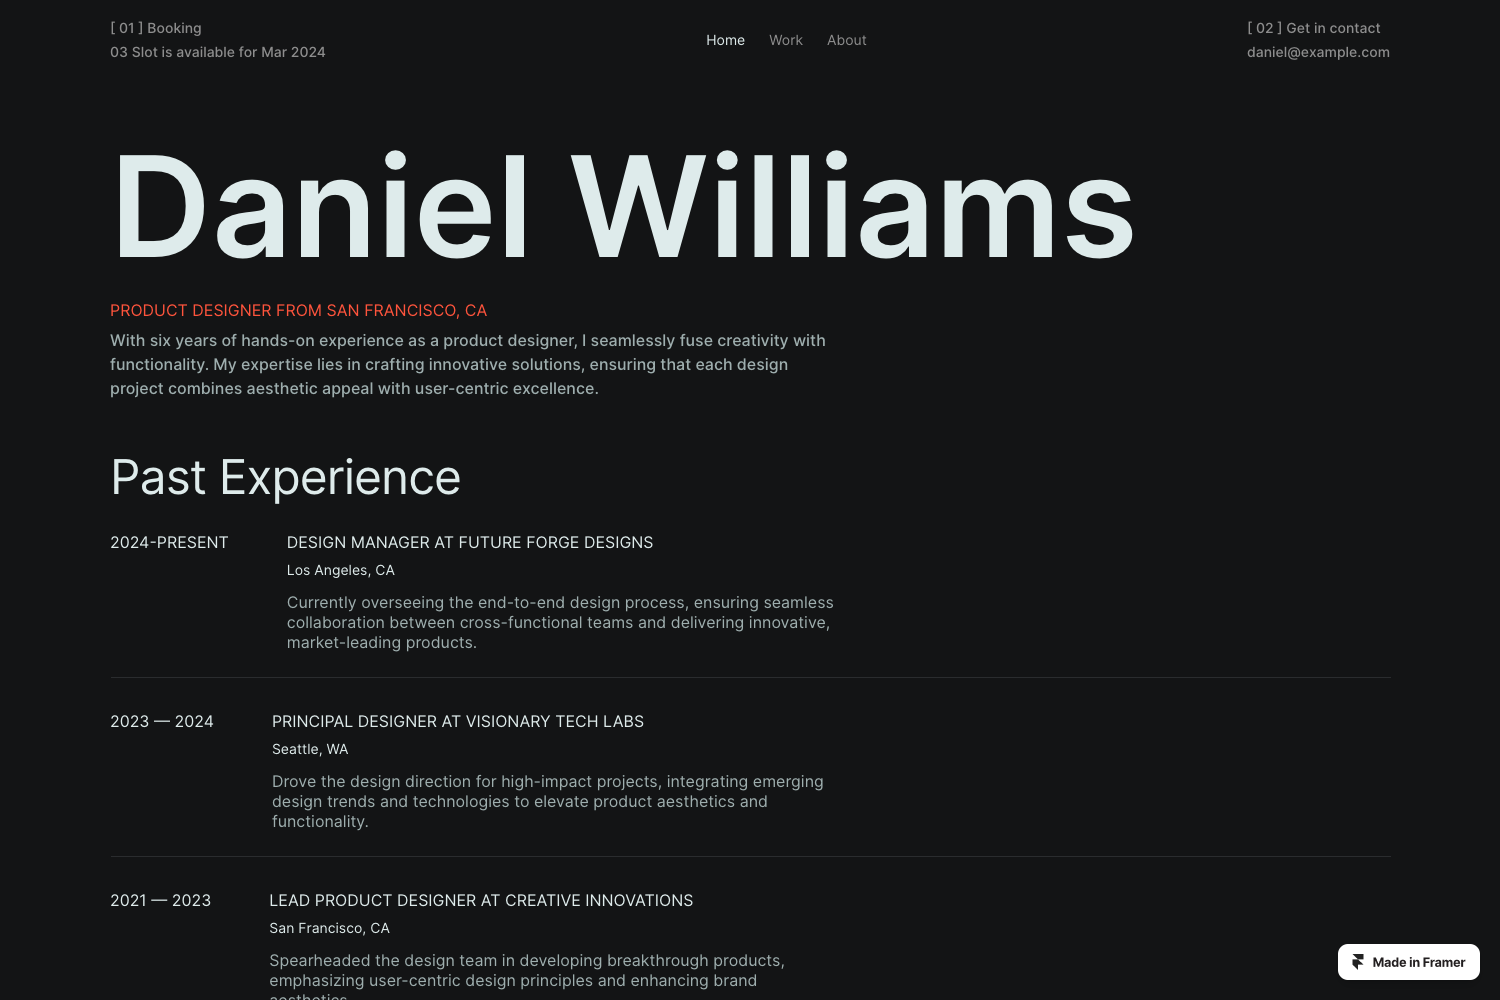 [ 01 ] Booking
03 Slot is available for Mar 2024
Home Work About
[ 02 ] Get in contact
daniel@example.com
Daniel Williams
PRODUCT DESIGNER FROM SAN FRANCISCO, CA
With six years of hands-on experience as a product designer, I seamlessly fuse creativity with
functionality. My expertise lies in crafting innovative solutions, ensuring that each design
project combines aesthetic appeal with user-centric excellence.
Past Experience
2024-PRESENT
DESIGN MANAGER AT FUTURE FORGE DESIGNS
Los Angeles, CA
Currently overseeing the end-to-end design process, ensuring seamless
collaboration between cross-functional teams and delivering innovative,
market-leading products.
2023 — 2024
PRINCIPAL DESIGNER AT VISIONARY TECH LABS
Seattle, WA
Drove the design direction for high-impact projects, integrating emerging
design trends and technologies to elevate product aesthetics and
functionality.
2021 — 2023
LEAD PRODUCT DESIGNER AT CREATIVE INNOVATIONS
San Francisco, CA
Spearheaded the design team in developing breakthrough products,
emphasizing user-centric design principles and enhancing brand
aesthetics.
Made in Framer